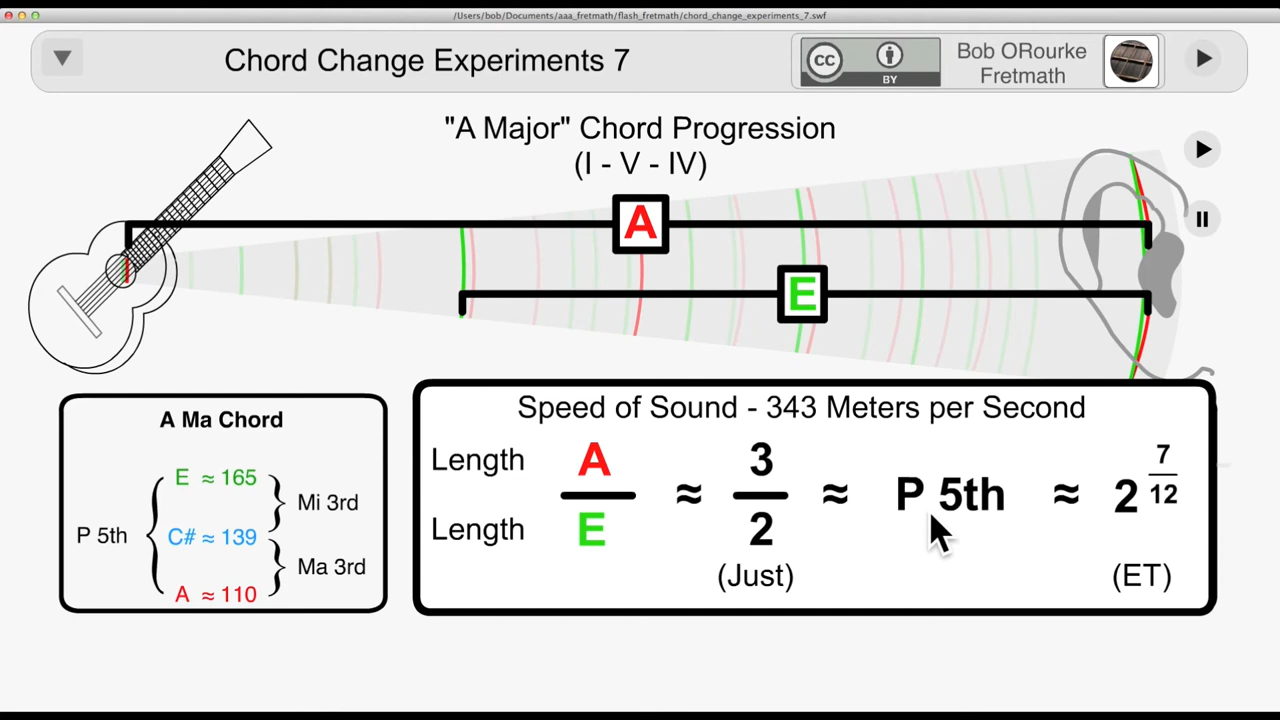 /Users/bob/Documents/aaa_fretmath/flash_fretmath/chord_change_experiments_7.swf
Chord Change Experiments 7
CC
BY
Bob ORourke
Fretmath
"A Major" Chord Progression
(I - V - IV)
A
E
A Ma Chord
E ≈ 165
Mi 3rd
P 5th
C# ≈ 139
Ma 3rd
A ≈ 110
Speed of Sound - 343 Meters per Second
Length A
Length E
≈ 3
2
(Just)
≈ P 5th
≈ 2 7
12
(ET)